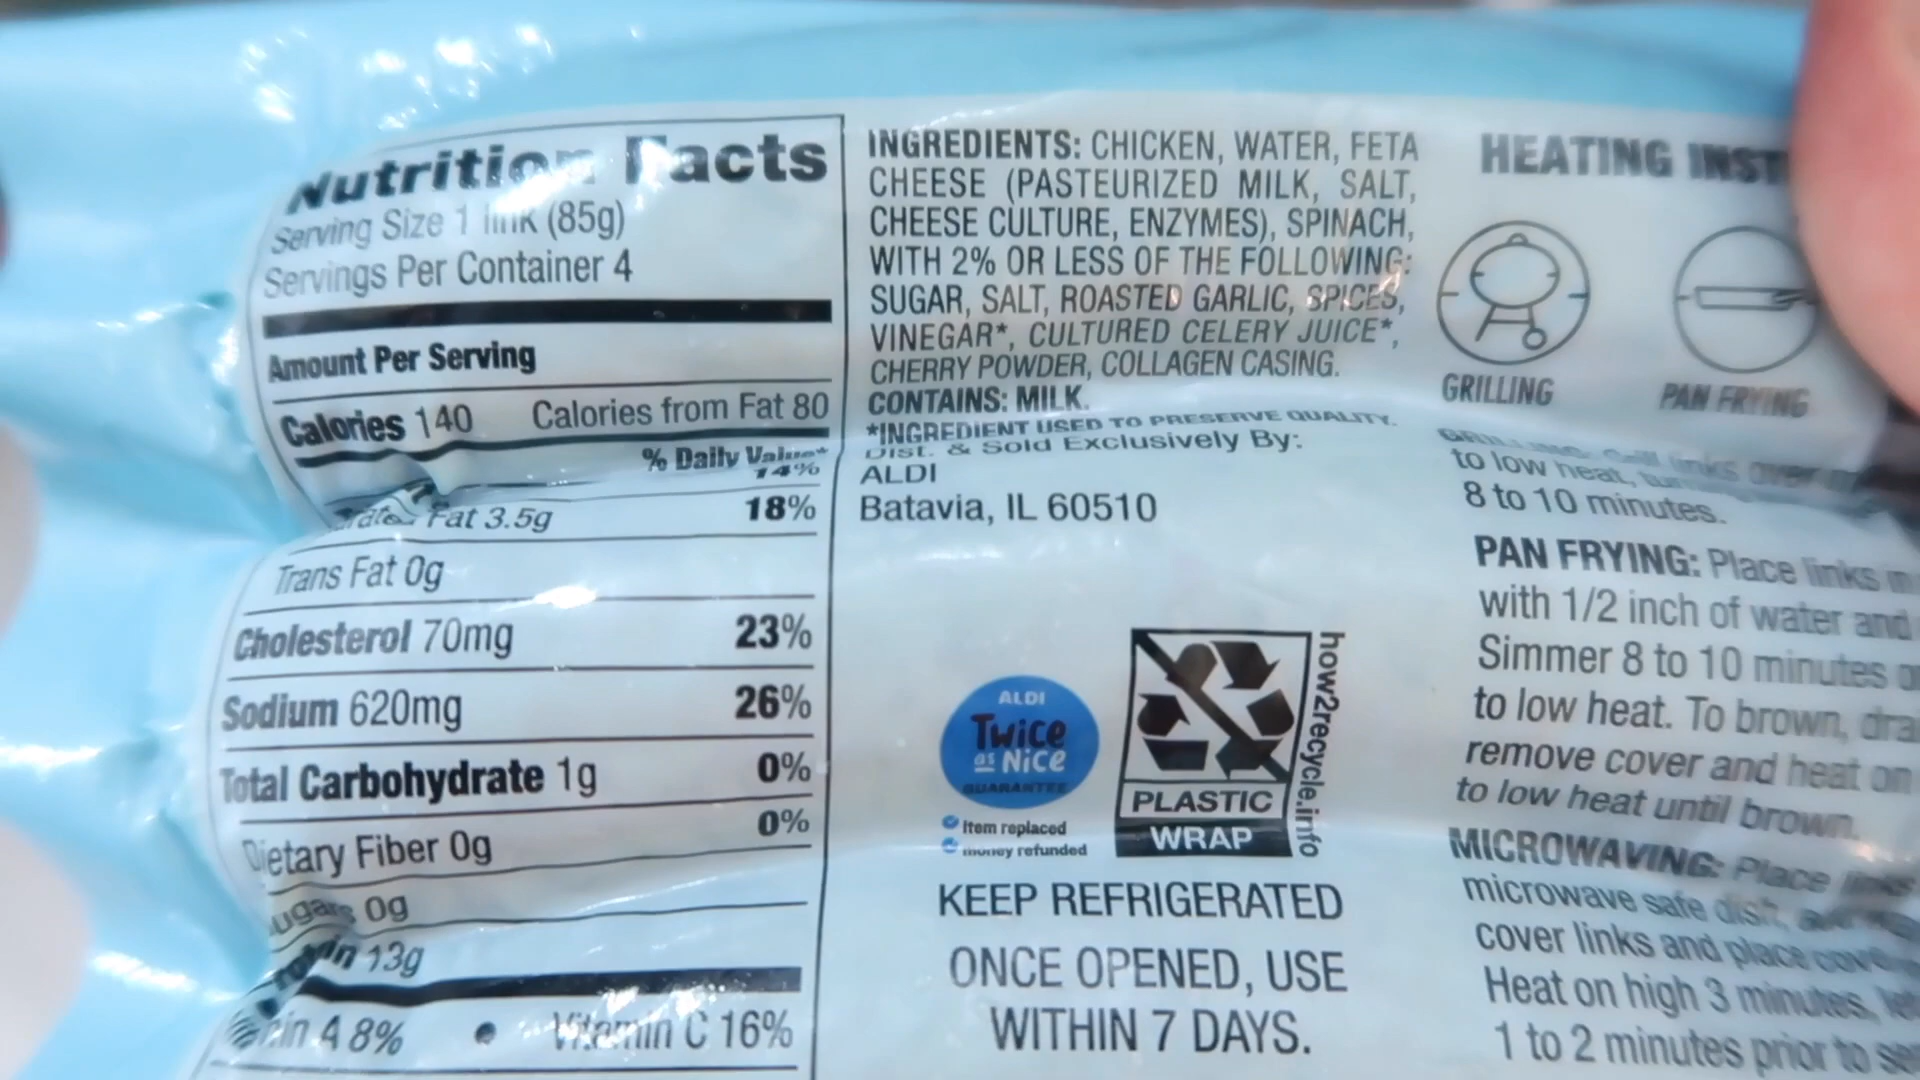 Nutrition Facts
Serving Size 1 link (85g)
Servings Per Container 4
Amount Per Serving
Calories 140 Calories from Fat 80
% Daily Value*
14%
Fat 3.5g 18%
Trans Fat 0g
Cholesterol 70mg 23%
Sodium 620mg 26%
Total Carbohydrate 1g 0%
Dietary Fiber 0g 0%
Sugars 0g
13g
A 8% • Vitamin C 16%
INGREDIENTS: CHICKEN, WATER, FETA
CHEESE (PASTEURIZED MILK, SALT,
CHEESE CULTURE, ENZYMES), SPINACH,
WITH 2% OR LESS OF THE FOLLOWING:
SUGAR, SALT, ROASTED GARLIC, SPICES,
VINEGAR*, CULTURED CELERY JUICE*,
CHERRY POWDER, COLLAGEN CASING.
CONTAINS: MILK.
*INGREDIENT USED TO PRESERVE QUALITY.
Dist. & Sold Exclusively By:
ALDI
Batavia, IL 60510
ALDI
Twice
as Nice
GUARANTEE
Item replaced
money refunded
PLASTIC
WRAP
how2recycle.info
KEEP REFRIGERATED
ONCE OPENED, USE
WITHIN 7 DAYS.
HEATING INST
GRILLING
PAN FRYING
GRILLING: Grill links over
to low heat,
8 to 10 minutes.
PAN FRYING: Place links
with 1/2 inch of water and
Simmer 8 to 10 minutes
to low heat. To brown,
remove cover and heat on
to low heat until brown.
MICROWAVING: Place links
microwave safe dish,
cover links and place
Heat on high 3 minutes,
1 to 2 minutes prior to